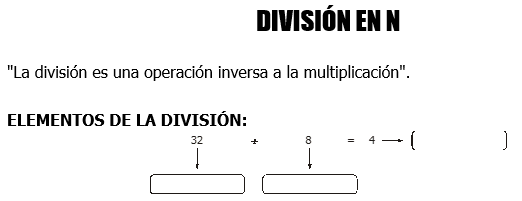 DIVISIÓN EN N
"La división es una operación inversa a la multiplicación".
ELEMENTOS DE LA DIVISIÓN:
32 ÷ 8 = 4